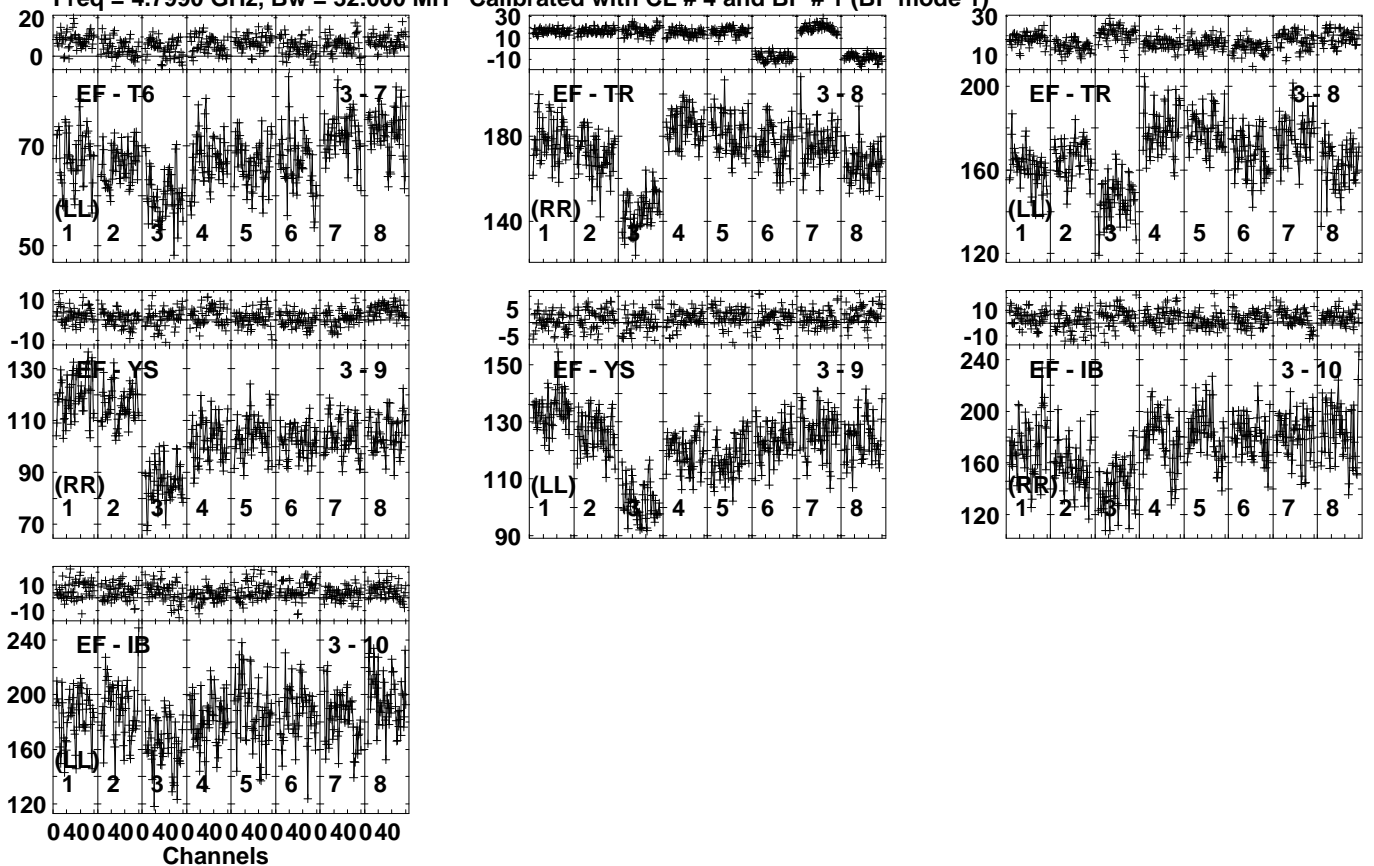 Freq = 4.7990 GHz, Bw = 32.000 MH Calibrated with CL # 4 and BP # 1 (BP mode 1)
20
0
EF - T6 3 - 7
70
50
(LL)
1 2 3 4 5 6 7 8
30
10
-10
EF - TR 3 - 8
180
140
(RR)
1 2 3 4 5 6 7 8
30
10
200
EF - TR 3 - 8
160
120
(LL)
1 2 3 4 5 6 7 8
10
-10
130
EF - YS 3 - 9
110
90
70
(RR)
1 2 3 4 5 6 7 8
5
-5
150
EF - YS 3 - 9
130
110
90
(LL)
1 2 3 4 5 6 7 8
10
-10
240
EF - IB 3 - 10
200
160
120
(RR)
1 2 3 4 5 6 7 8
10
-10
240
EF - IB 3 - 10
200
160
120
(LL)
1 2 3 4 5 6 7 8
0 40 0 40 0 40 0 40 0 40 0 40 0 40 0 40
Channels